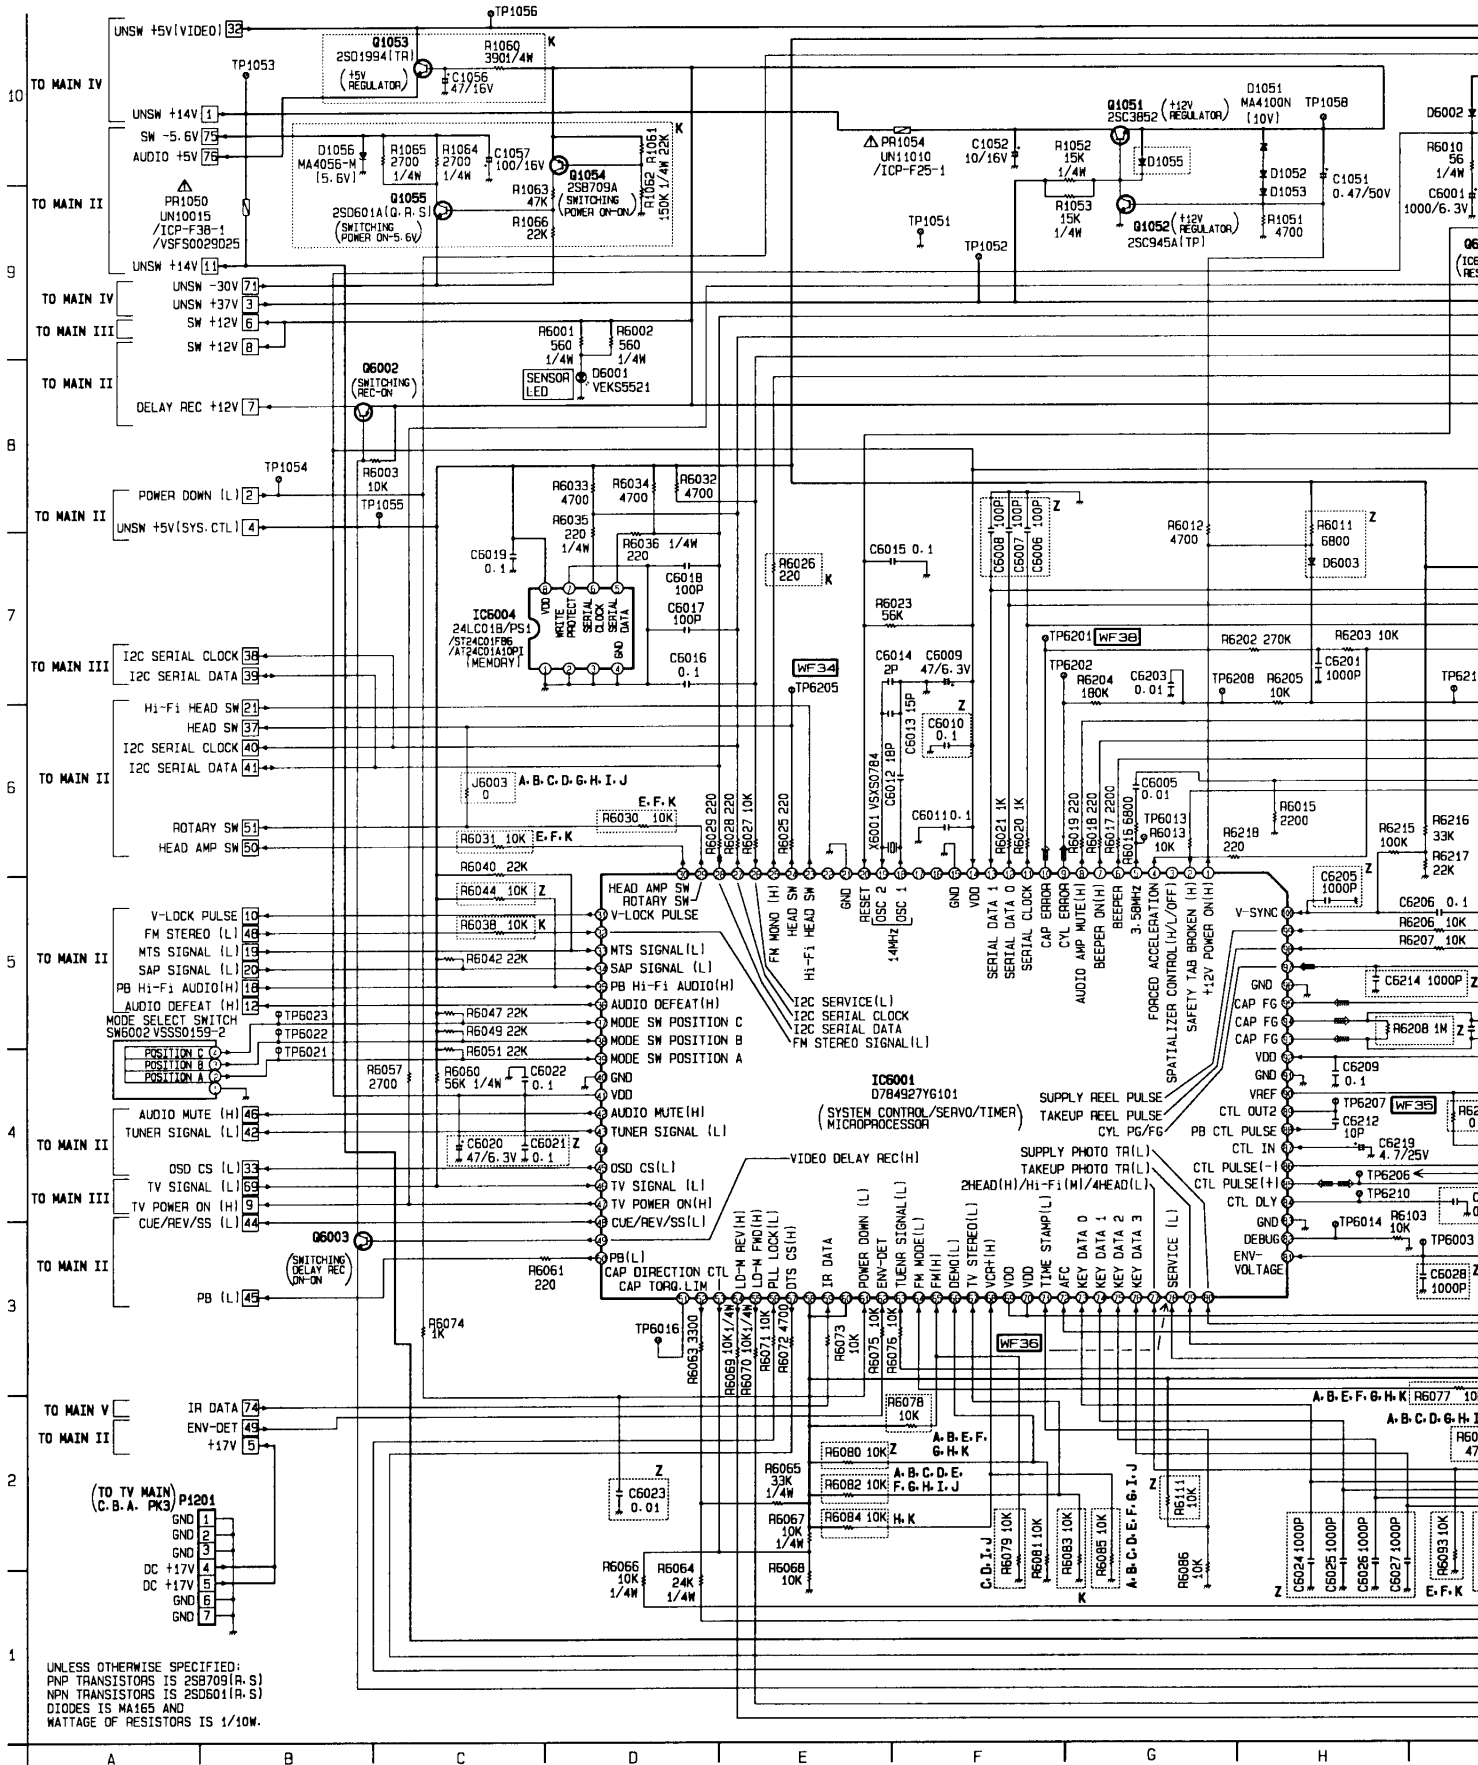 TP1056
UNSW +5V(VIDEO) 32
Q1053
2SD1994(TR)
(+5V
REGULATOR)
R1060
3901/4W
K
C1056
47/16V
TP1053
TO MAIN IV
10
UNSW +14V 1
SW -5.6V 75
AUDIO +5V 76
D1056
MA4056-M
(5.6V)
R1065
2700
1/4W
R1064
2700
1/4W
C1057
100/16V
Q1054
2SB709A
(SWITCHING
POWER ON-ON)
R1061
22K
R1062
150K 1/4W
K
R1063
47K
R1066
22K
Q1055
2SD601A(Q,R,S)
(SWITCHING
POWER ON-5.6V)
TO MAIN II
PR1050
UN10015
/ICP-F38-1
/VSFS0029D25
UNSW +14V 11
PR1054
UN11010
/ICP-F25-1
C1052
10/16V
Q1051
2SC3852
(+12V
REGULATOR)
R1052
15K
1/4W
D1055
R1053
15K
1/4W
Q1052
(+12V
REGULATOR)
2SC945A(TP)
D1051
MA4100N
(10V)
TP1058
D1052
D1053
R1051
4700
C1051
0.47/50V
D6002
R6010
56
1/4W
C6001
1000/6.3V
TP1051
TP1052
9
TO MAIN IV
UNSW -30V 71
UNSW +37V 3
TO MAIN III
SW +12V 6
SW +12V 8
TO MAIN II
DELAY REC +12V 7
Q6002
(SWITCHING
REC-ON)
R6001
560
1/4W
R6002
560
1/4W
SENSOR
LED
D6001
VEKS5521
8
TP1054
R6003
10K
TP1055
TO MAIN II
POWER DOWN (L) 2
UNSW +5V(SYS.CTL) 4
R6033
4700
R6034
4700
R6032
4700
R6035
220
1/4W
R6036 1/4W
220
C6019
0.1
C6018
100P
C6017
100P
C6016
0.1
IC6004
24LC01B/PS1
/ST24C01FB6
/AT24C01A10PI
(MEMORY)
VDD
WRITE PROTECT
SERIAL CLOCK
SERIAL DATA
GND
R6026
220
K
C6015 0.1
C6008 100P
C6007 100P
C6006 100P
Z
R6012
4700
R6011
6800
D6003
Z
R6023
56K
7
TO MAIN III
I2C SERIAL CLOCK 38
I2C SERIAL DATA 39
WF34
TP6205
C6014
2P
C6009
47/6.3V
TP6201 WF38
TP6202
R6204
180K
C6203
0.01
R6202 270K
R6203 10K
TP6208
R6205
10K
C6201
1000P
Hi-Fi HEAD SW 21
HEAD SW 37
I2C SERIAL CLOCK 40
I2C SERIAL DATA 41
TO MAIN II
ROTARY SW 51
HEAD AMP SW 50
6
J6003
0
A.B.C.D.G.H.I.J
R6031 10K
E.F.K
R6030 10K
E.F.K
R6040 22K
R6044 10K Z
R6038 10K K
R6042 22K
R6047 22K
R6049 22K
R6051 22K
R6029 220
R6028 220
R6027 10K
R6025 220
X6001 VSXS0784
C6012 18P
C6013 15P
C6010
0.1
Z
C6011 0.1
R6021 1K
R6020 1K
R6019 220
R6018 220
R6017 2200
R6016 6800
C6005
0.01
TP6013
R6013
10K
R6218
220
R6015
2200
R6215
100K
R6216
33K
R6217
22K
C6205
1000P
Z
C6206 0.1
R6206 10K
R6207 10K
C6214 1000P
R6208 1M
Z
C6209
0.1
TP6207 WF35
C6212
10P
C6219
4.7/25V
TP6206
TP6210
TP6014
R6103
10K
TP6003
C6028
1000P
5
TO MAIN II
V-LOCK PULSE 10
FM STEREO (L) 48
MTS SIGNAL (L) 19
SAP SIGNAL (L) 20
PB Hi-Fi AUDIO(H) 18
AUDIO DEFEAT (H) 12
MODE SELECT SWITCH
SW6002 VSSS0159-2
TP6023
TP6022
TP6021
POSITION C 4
POSITION B 3
POSITION A 2
1
HEAD AMP SW
ROTARY SW
V-LOCK PULSE
MTS SIGNAL(L)
SAP SIGNAL (L)
PB Hi-Fi AUDIO(H)
AUDIO DEFEAT(H)
MODE SW POSITION C
MODE SW POSITION B
MODE SW POSITION A
GND
VDD
AUDIO MUTE(H)
TUNER SIGNAL (L)
OSD CS(L)
TV SIGNAL (L)
TV POWER ON(H)
CUE/REV/SS(L)
PB(L)
CAP DIRECTION CTL
CAP TORQ.LIM
FM MONO (H)
HEAD SW
Hi-Fi HEAD SW
GND
RESET
OSC 2
OSC 1
14MHz
GND
VDD
SERIAL DATA 1
SERIAL DATA 0
SERIAL CLOCK
CAP ERROR
CYL ERROR
AUDIO AMP MUTE(H)
BEEPER ON(H)
BEEPER
3.58MHz
FORCED ACCELERATION
SPATIALIZER CONTROL(H/L/OFF)
SAFETY TAB BROKEN (H)
+12V POWER ON(H)
I2C SERVICE(L)
I2C SERIAL CLOCK
I2C SERIAL DATA
FM STEREO SIGNAL(L)
IC6001
D784927YG101
(SYSTEM CONTROL/SERVO/TIMER
MICROPROCESSOR)
V-SYNC
GND
CAP FG
CAP FG
CAP FG
VDD
GND
VREF
CTL OUT2
PB CTL PULSE
CTL IN
CTL PULSE(-)
CTL PULSE(+)
CTL DLY
GND
DEBUG
ENV-
VOLTAGE
SUPPLY REEL PULSE
TAKEUP REEL PULSE
CYL PG/FG
SUPPLY PHOTO TR(L)
TAKEUP PHOTO TR(L)
2HEAD(H)/Hi-Fi(M)/4HEAD(L)
VIDEO DELAY REC(H)
LD-M REV(H)
LD-M FWD(H)
PLL LOCK(L)
DTS CS(H)
IR DATA
POWER DOWN (L)
ENV-DET
TUENR SIGNAL(L)
FM MODE(L)
FM(H)
DEMO(L)
TV STEREO(L)
VCR+(H)
VDD
VDD
TIME STAMP(L)
AFC
KEY DATA 0
KEY DATA 1
KEY DATA 2
KEY DATA 3
SERVICE (L)
R6057
2700
R6060
56K 1/4W
C6022
0.1
C6020
47/6.3V
C6021
0.1
Z
4
TO MAIN II
AUDIO MUTE (H) 46
TUNER SIGNAL (L) 42
OSD CS (L) 33
TO MAIN III
TV SIGNAL (L) 69
TV POWER ON (H) 9
TO MAIN II
CUE/REV/SS (L) 44
PB (L) 45
Q6003
(SWITCHING
DELAY REC
ON-ON)
R6061
220
3
R6074
1K
TP6016
R6063 3300
R6069 10K1/4W
R6070 10K1/4W
R6071 10K
R6072 4700
R6073
10K
R6075 10K
R6076 10K
WF36
TO MAIN V
IR DATA 74
TO MAIN II
ENV-DET 49
+17V 5
R6078
10K
A.B.E.F.
G.H.K
R6080 10K Z
R6082 10K
A.B.C.D.E.
F.G.H.I.J
R6084 10K H.K
R6065
33K
1/4W
R6067
10K
1/4W
R6068
10K
R6066
10K
1/4W
R6064
24K
1/4W
Z
C6023
0.01
C.D.I.J
R6079 10K
R6081 10K
R6083 10K
K
R6085 10K
A.B.C.D.E.F.G.I.J
Z
R6111
10K
R6086
10K
A.B.E.F.G.H.K R6077
Z
C6024 1000P
C6025 1000P
C6026 1000P
C6027 1000P
R6093 10K
E.F.K
2
(TO TV MAIN
C.B.A. PK3) P1201
GND 1
GND 2
GND 3
DC +17V 4
DC +17V 5
GND 6
GND 7
1
UNLESS OTHERWISE SPECIFIED:
PNP TRANSISTORS IS 2SB709(R,S)
NPN TRANSISTORS IS 2SD601(R,S)
DIODES IS MA165 AND
WATTAGE OF RESISTORS IS 1/10W.
A B C D E F G H